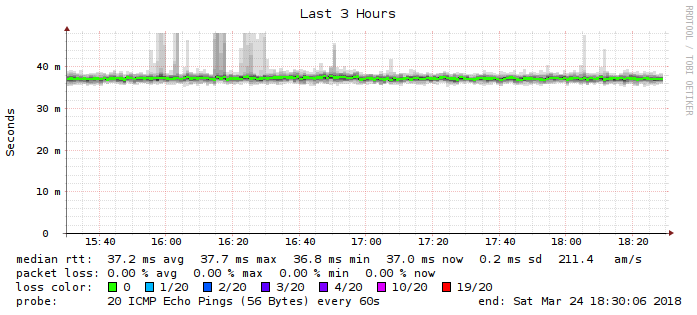 Last 3 Hours
RRDTOOL / TOBI OETIKER
Seconds
40 m
30 m
20 m
10 m
0
15:40 16:00 16:20 16:40 17:00 17:20 17:40 18:00 18:20
median rtt: 37.2 ms avg 37.7 ms max 36.8 ms min 37.0 ms now 0.2 ms sd 211.4 am/s
packet loss: 0.00 % avg 0.00 % max 0.00 % min 0.00 % now
loss color: 0 1/20 2/20 3/20 4/20 10/20 19/20
probe: 20 ICMP Echo Pings (56 Bytes) every 60s end: Sat Mar 24 18:30:06 2018